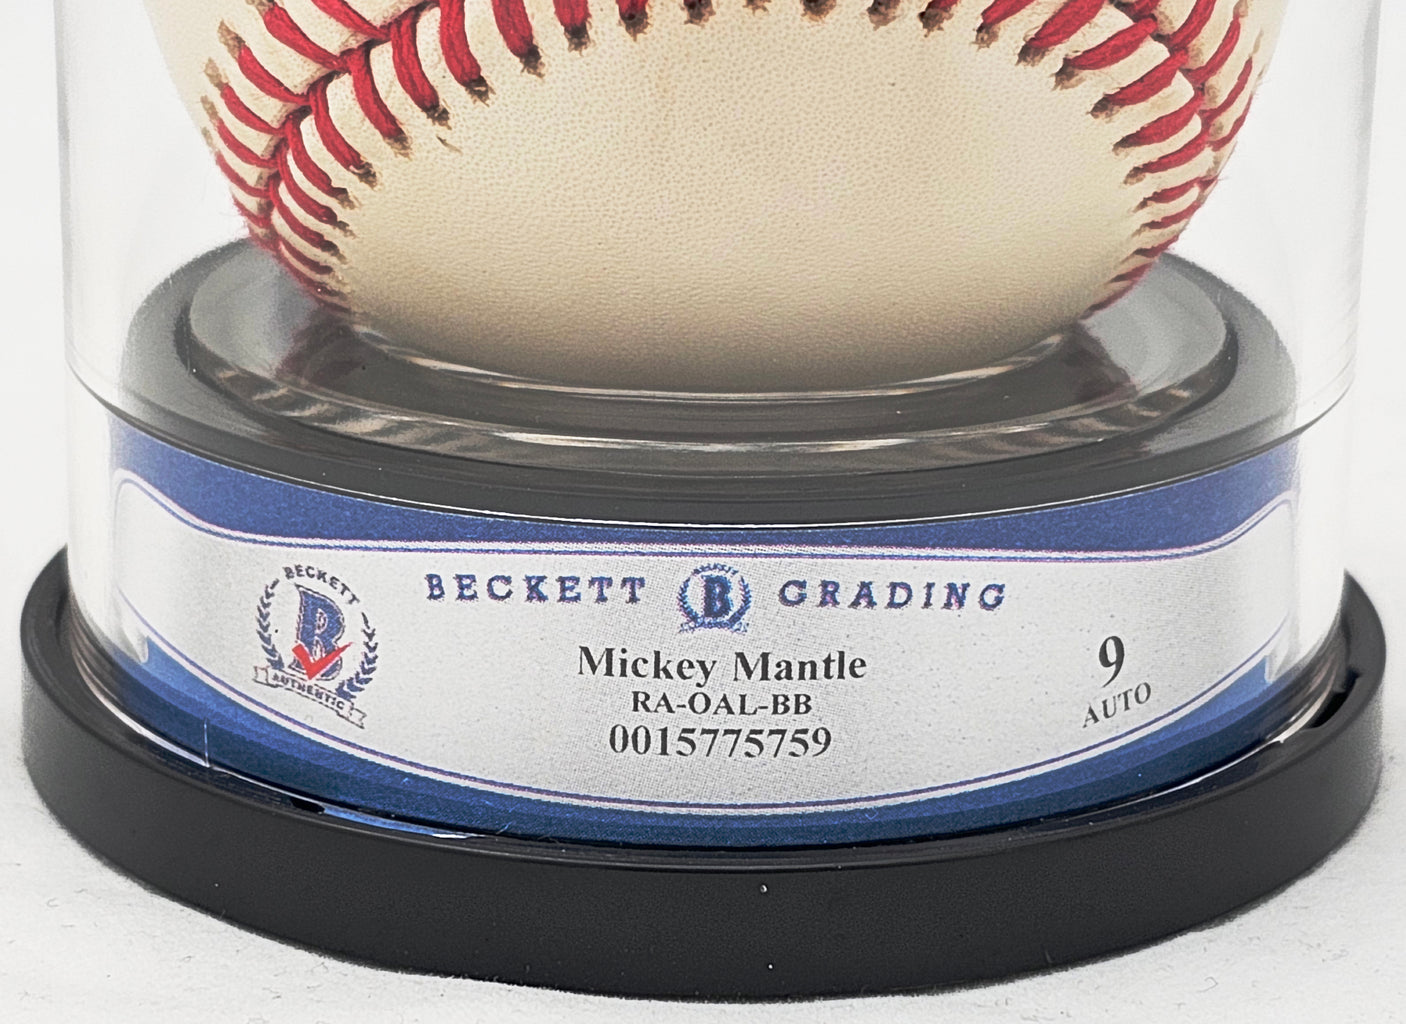 BECKETT B GRADING
BECKETT
B
AUTHENTIC
Mickey Mantle
RA-OAL-BB
0015775759
9
AUTO